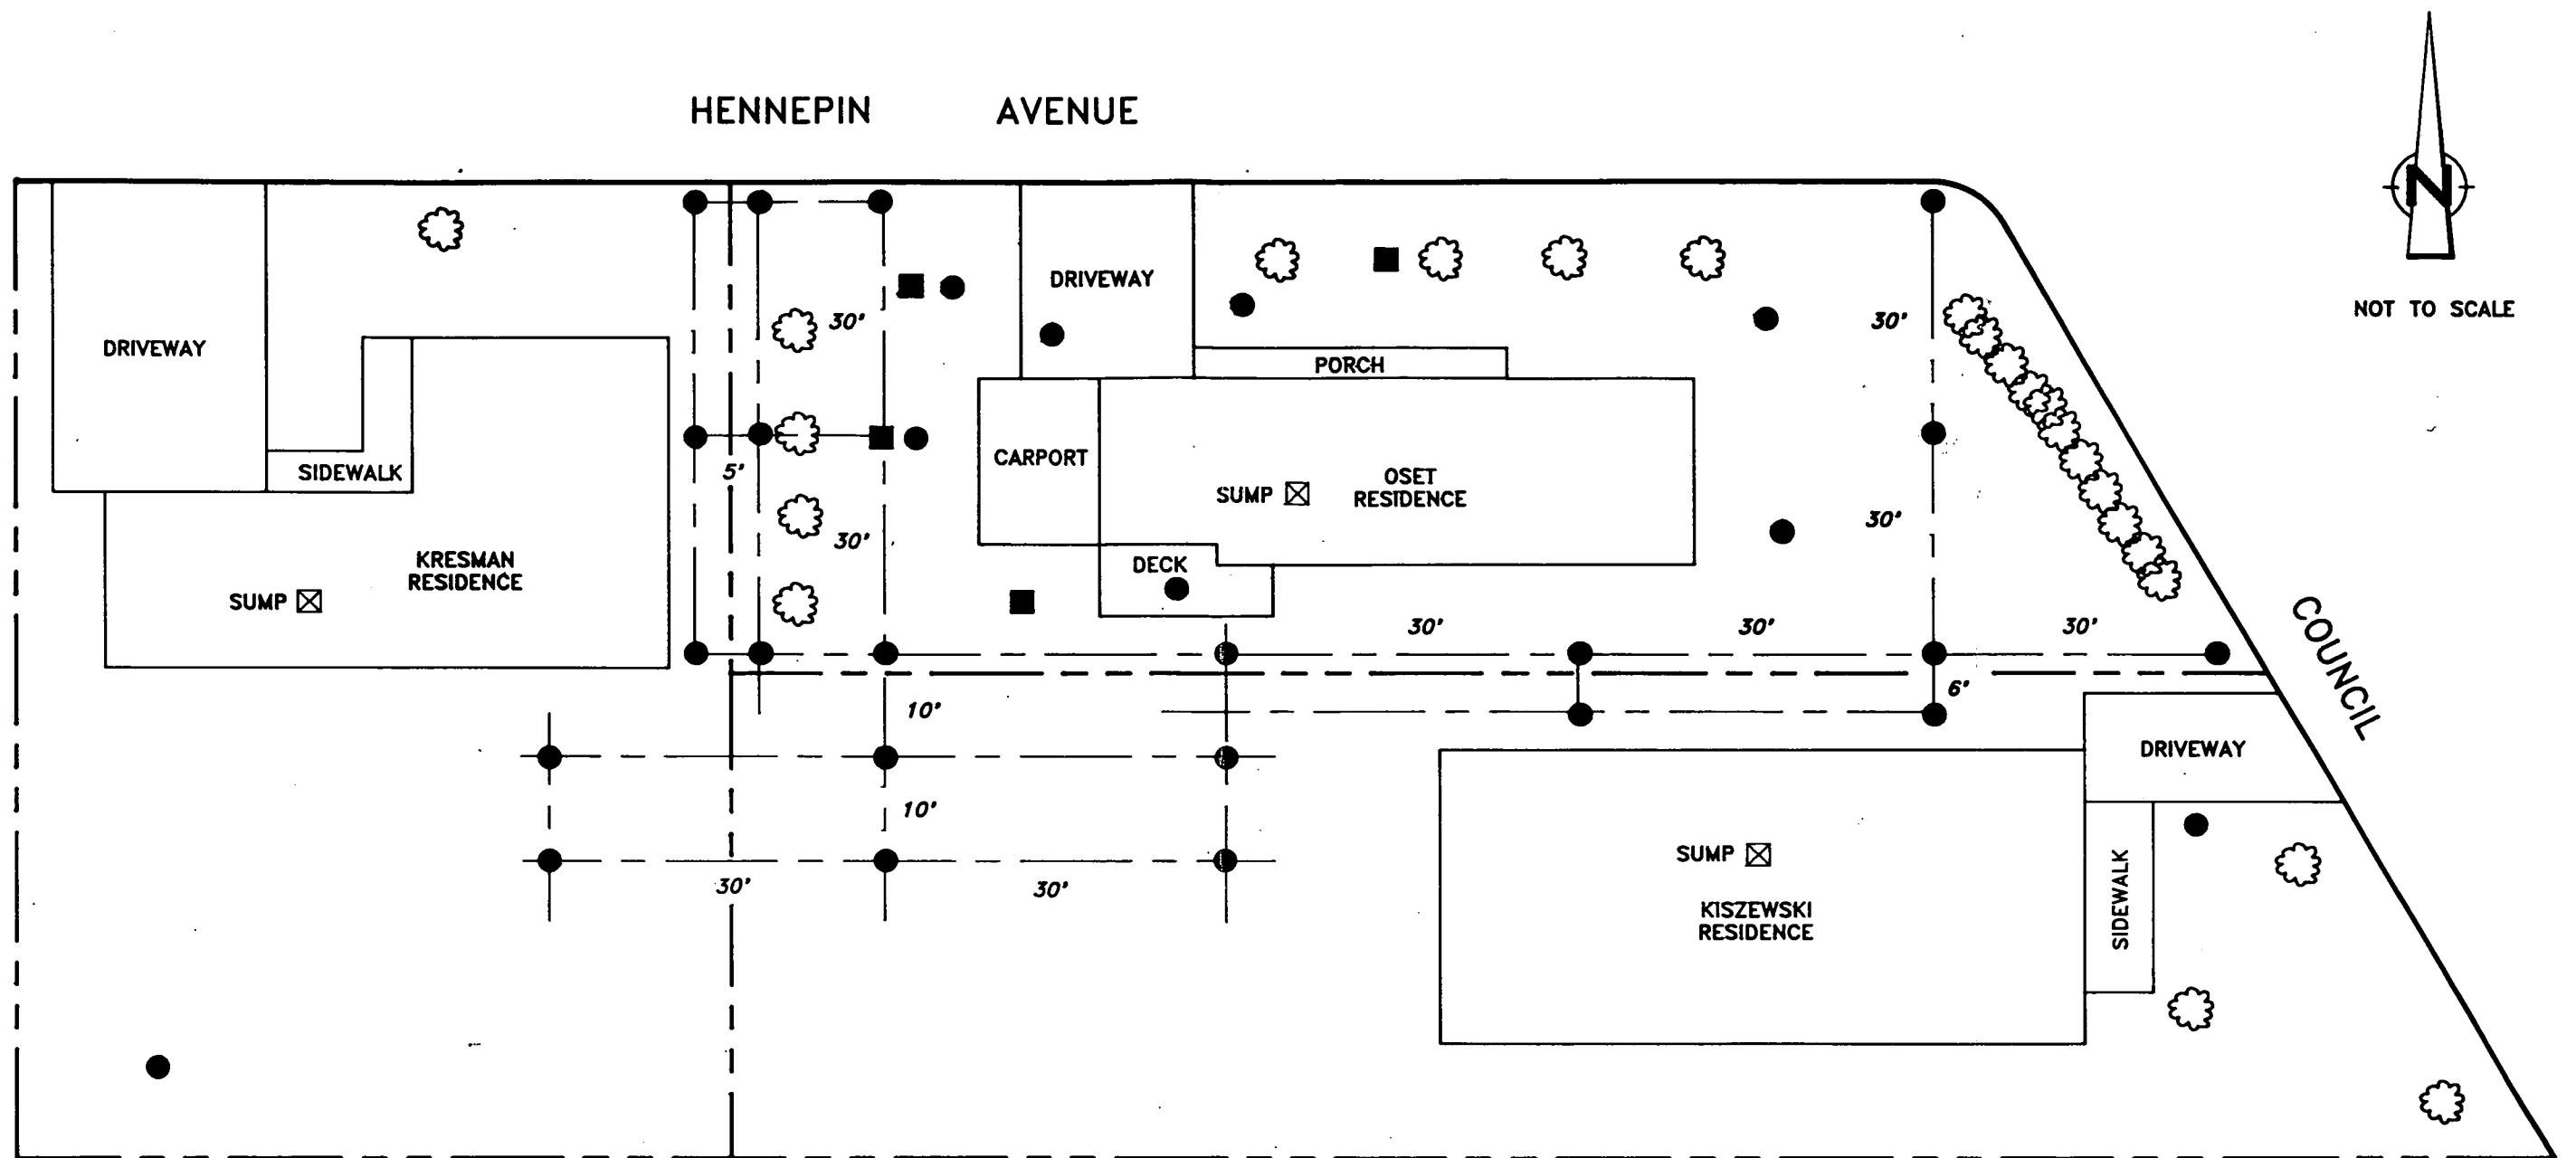 HENNEPIN AVENUE
N
NOT TO SCALE
DRIVEWAY
30'
30'
DRIVEWAY
DRIVEWAY
PORCH
5'
SIDEWALK
CARPORT
SUMP
OSET
RESIDENCE
30'
30'
KRESMAN
RESIDENCE
SUMP
DECK
30'
30'
30'
COUNCIL
6'
10'
DRIVEWAY
10'
SUMP
30'
30'
KISZEWSKI
RESIDENCE
SIDEWALK